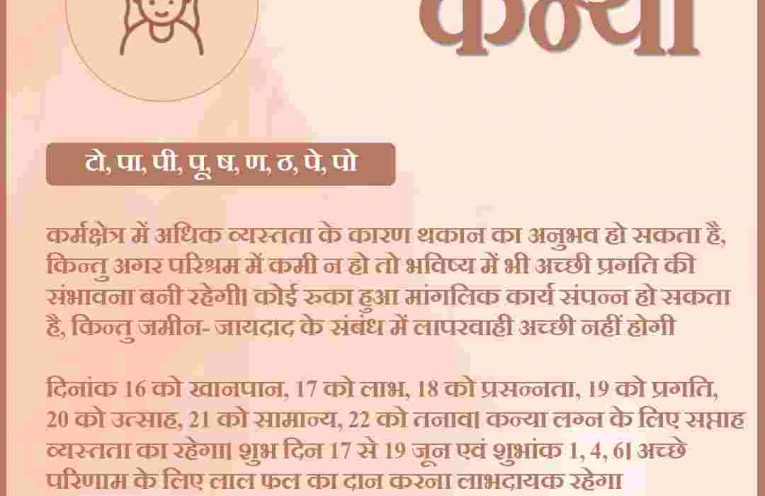 कन्या
टो, पा, पी, पू, ष, ण, ठ, पे, पो
कर्मक्षेत्र में अधिक व्यस्तता के कारण थकान का अनुभव हो सकता है,
किन्तु अगर परिश्रम में कमी न हो तो भविष्य में भी अच्छी प्रगति की
संभावना बनी रहेगी। कोई रुका हुआ मांगलिक कार्य संपन्न हो सकता
है, किन्तु जमीन- जायदाद के संबंध में लापरवाही अच्छी नहीं होगी
दिनांक 16 को खानपान, 17 को लाभ, 18 को प्रसन्नता, 19 को प्रगति,
20 को उत्साह, 21 को सामान्य, 22 को तनाव। कन्या लग्न के लिए सप्ताह
व्यस्तता का रहेगा। शुभ दिन 17 से 19 जून एवं शुभांक 1, 4, 6। अच्छे
परिणाम के लिए लाल फल का दान करना लाभदायक रहेगा